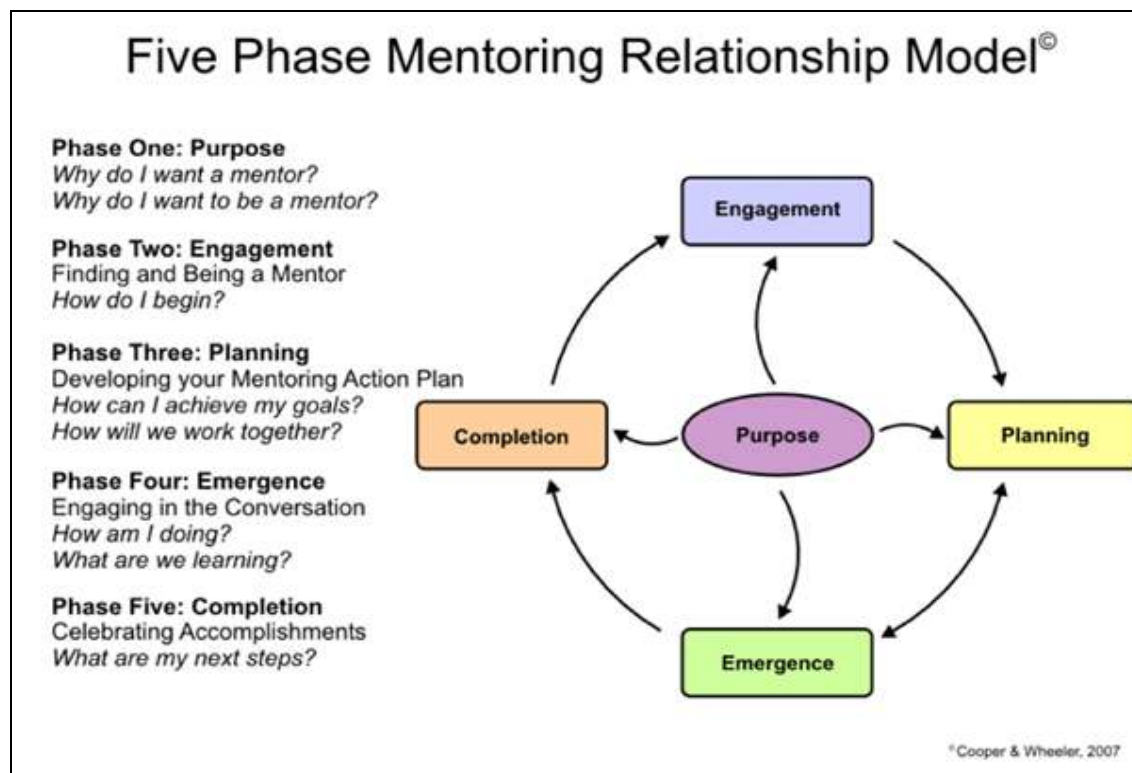 Five Phase Mentoring Relationship Model©
Phase One: Purpose
Why do I want a mentor?
Why do I want to be a mentor?
Phase Two: Engagement
Finding and Being a Mentor
How do I begin?
Phase Three: Planning
Developing your Mentoring Action Plan
How can I achieve my goals?
How will we work together?
Phase Four: Emergence
Engaging in the Conversation
How am I doing?
What are we learning?
Phase Five: Completion
Celebrating Accomplishments
What are my next steps?
Engagement
Completion
Purpose
Planning
Emergence
©Cooper & Wheeler, 2007